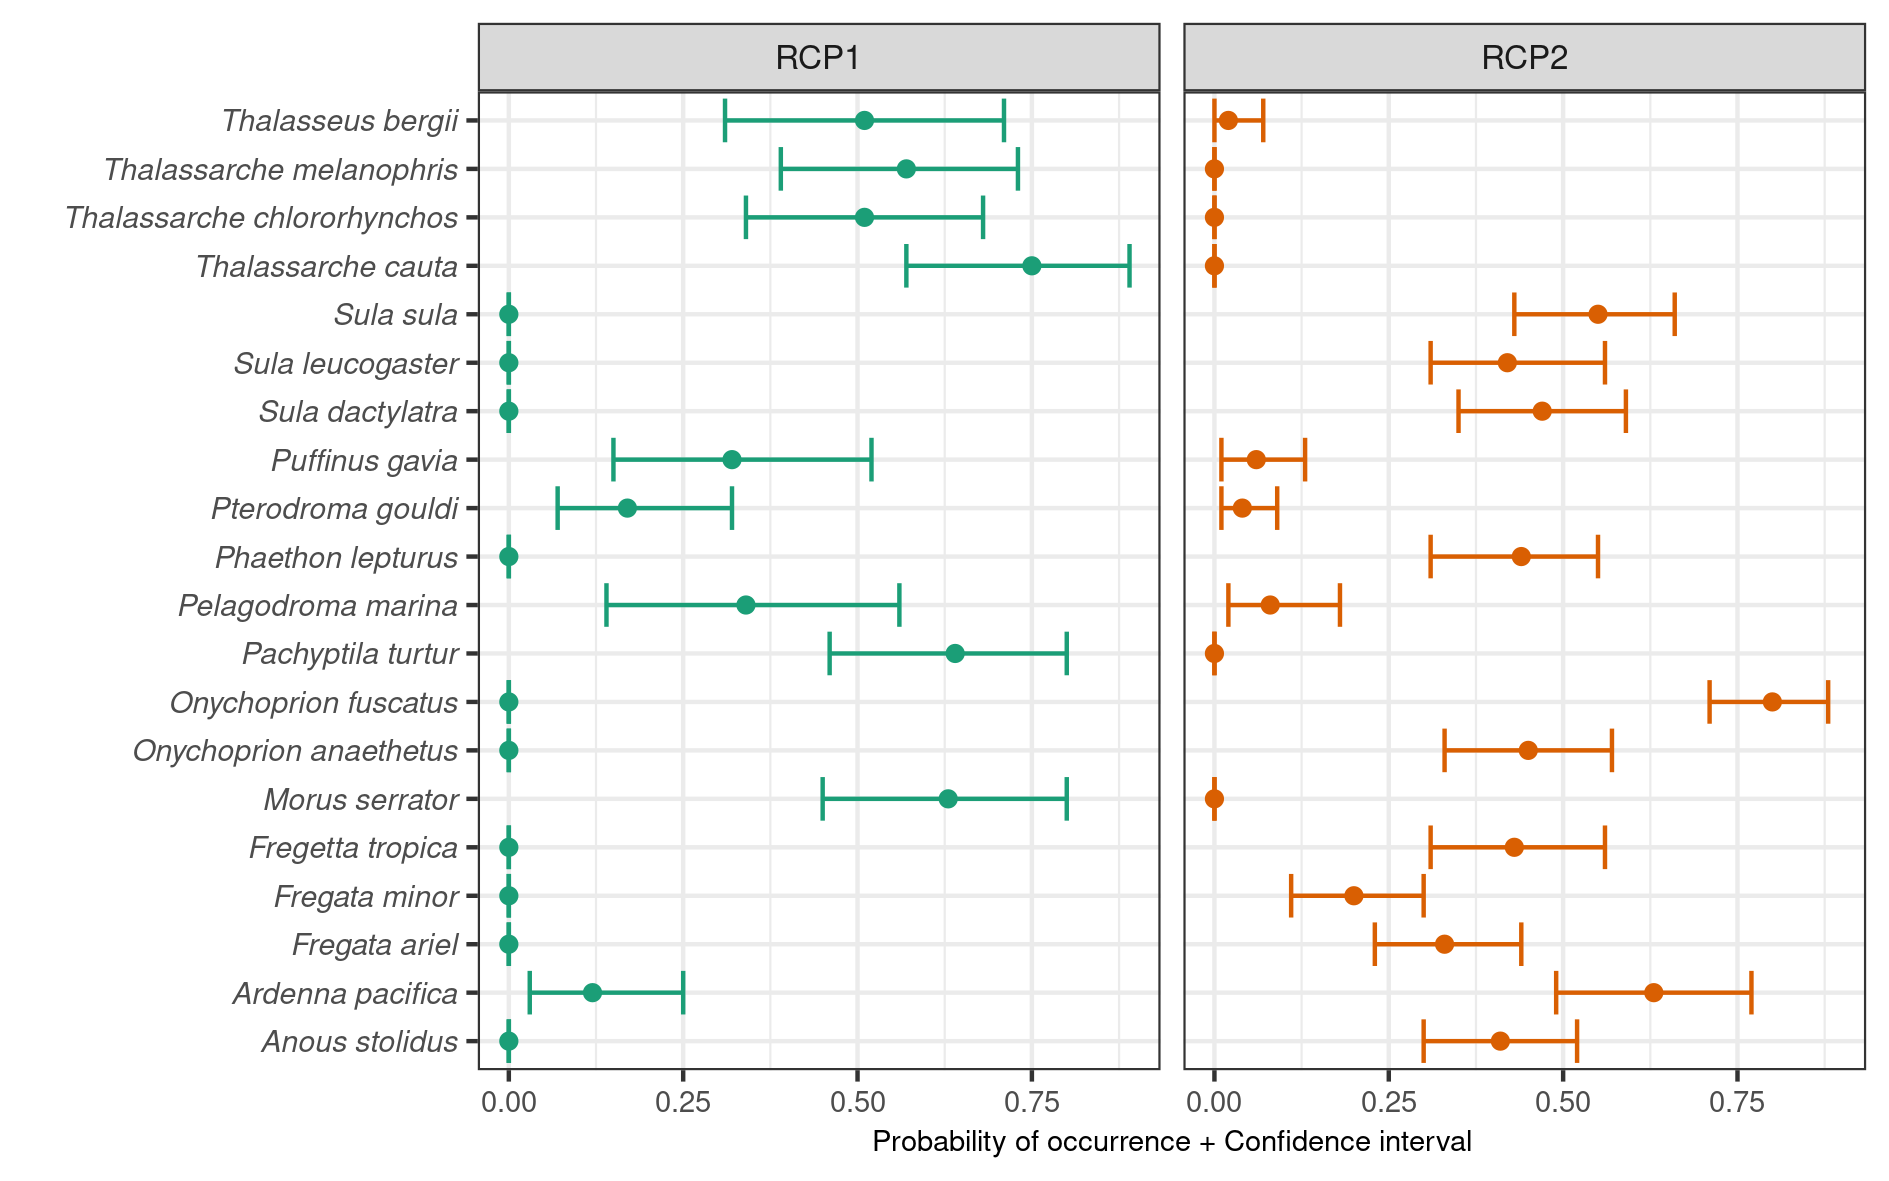 RCP1
RCP2
Thalasseus bergii
Thalassarche melanophris
Thalassarche chlororhynchos
Thalassarche cauta
Sula sula
Sula leucogaster
Sula dactylatra
Puffinus gavia
Pterodroma gouldi
Phaethon lepturus
Pelagodroma marina
Pachyptila turtur
Onychoprion fuscatus
Onychoprion anaethetus
Morus serrator
Fregetta tropica
Fregata minor
Fregata ariel
Ardenna pacifica
Anous stolidus
0.00 0.25 0.50 0.75 0.00 0.25 0.50 0.75
Probability of occurrence + Confidence interval